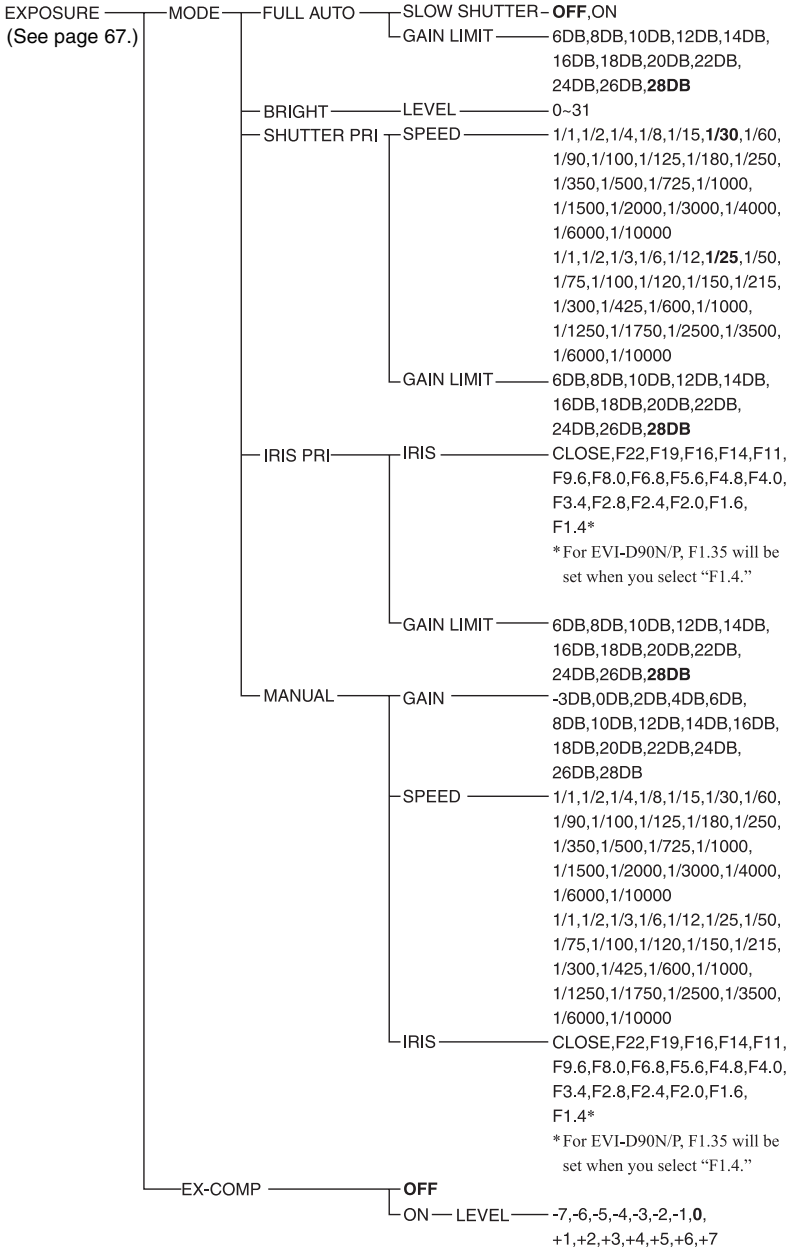 EXPOSURE MODE FULL AUTO SLOW SHUTTER OFF,ON
(See page 67.) GAIN LIMIT 6DB,8DB,10DB,12DB,14DB,
16DB,18DB,20DB,22DB,
24DB,26DB,28DB
BRIGHT LEVEL 0~31
SHUTTER PRI SPEED 1/1,1/2,1/4,1/8,1/15,1/30,1/60,
1/90,1/100,1/125,1/180,1/250,
1/350,1/500,1/725,1/1000,
1/1500,1/2000,1/3000,1/4000,
1/6000,1/10000
1/1,1/2,1/3,1/6,1/12,1/25,1/50,
1/75,1/100,1/120,1/150,1/215,
1/300,1/425,1/600,1/1000,
1/1250,1/1750,1/2500,1/3500,
1/6000,1/10000
GAIN LIMIT 6DB,8DB,10DB,12DB,14DB,
16DB,18DB,20DB,22DB,
24DB,26DB,28DB
IRIS PRI IRIS CLOSE,F22,F19,F16,F14,F11,
F9.6,F8.0,F6.8,F5.6,F4.8,F4.0,
F3.4,F2.8,F2.4,F2.0,F1.6,
F1.4*
*For EVI-D90N/P, F1.35 will be
set when you select “F1.4.”
GAIN LIMIT 6DB,8DB,10DB,12DB,14DB,
16DB,18DB,20DB,22DB,
24DB,26DB,28DB
MANUAL GAIN -3DB,0DB,2DB,4DB,6DB,
8DB,10DB,12DB,14DB,16DB,
18DB,20DB,22DB,24DB,
26DB,28DB
SPEED 1/1,1/2,1/4,1/8,1/15,1/30,1/60,
1/90,1/100,1/125,1/180,1/250,
1/350,1/500,1/725,1/1000,
1/1500,1/2000,1/3000,1/4000,
1/6000,1/10000
1/1,1/2,1/3,1/6,1/12,1/25,1/50,
1/75,1/100,1/120,1/150,1/215,
1/300,1/425,1/600,1/1000,
1/1250,1/1750,1/2500,1/3500,
1/6000,1/10000
IRIS CLOSE,F22,F19,F16,F14,F11,
F9.6,F8.0,F6.8,F5.6,F4.8,F4.0,
F3.4,F2.8,F2.4,F2.0,F1.6,
F1.4*
*For EVI-D90N/P, F1.35 will be
set when you select “F1.4.”
EX-COMP OFF
ON LEVEL -7,-6,-5,-4,-3,-2,-1,0,
+1,+2,+3,+4,+5,+6,+7